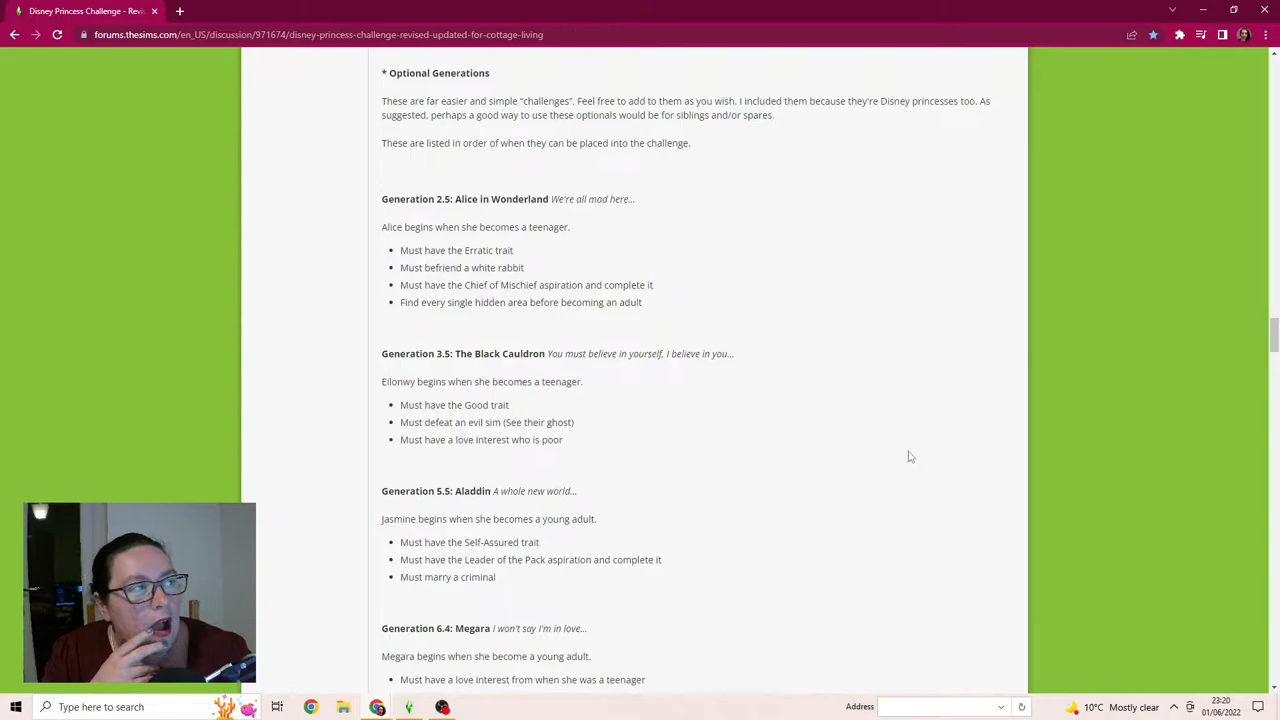 Disney Princess Challenge - Revis
forums.thesims.com/en_US/discussion/971674/disney-princess-challenge-revised-updated-for-cottage-living
* Optional Generations
These are far easier and simple "challenges". Feel free to add to them as you wish. I included them because they're Disney princesses too. As
suggested, perhaps a good way to use these optionals would be for siblings and/or spares.
These are listed in order of when they can be placed into the challenge.
Generation 2.5: Alice in Wonderland We're all mad here...
Alice begins when she becomes a teenager.
Must have the Erratic trait
Must befriend a white rabbit
Must have the Chief of Mischief aspiration and complete it
Find every single hidden area before becoming an adult
Generation 3.5: The Black Cauldron You must believe in yourself, I believe in you...
Eilonwy begins when she becomes a teenager.
Must have the Good trait
Must defeat an evil sim (See their ghost)
Must have a love interest who is poor
Generation 5.5: Aladdin A whole new world...
Jasmine begins when she becomes a young adult.
Must have the Self-Assured trait
Must have the Leader of the Pack aspiration and complete it
Must marry a criminal
Generation 6.4: Megara I won't say I'm in love...
Megara begins when she become a young adult.
Must have a love interest from when she was a teenager
Type here to search
Address
10°C Mostly clear
23:20
01/06/2022